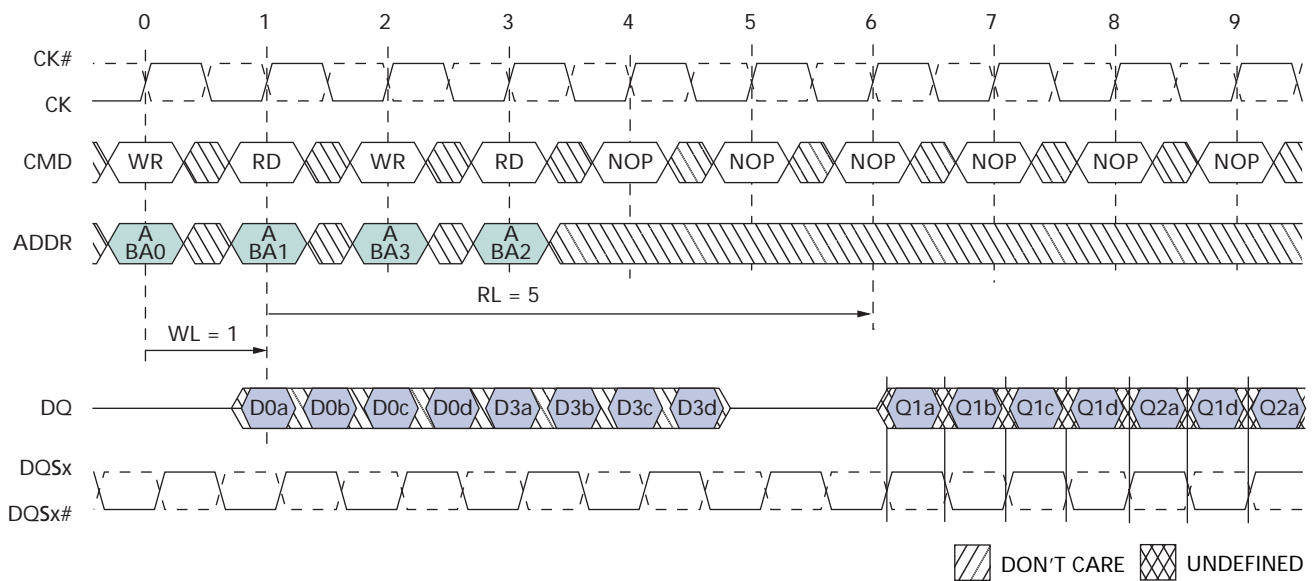 0 1 2 3 4 5 6 7 8 9
CK#
CK
CMD WR RD WR RD NOP NOP NOP NOP NOP NOP
ADDR A BA0 A BA1 A BA3 A BA2
RL = 5
WL = 1
DQ D0a D0b D0c D0d D3a D3b D3c D3d Q1a Q1b Q1c Q1d Q2a Q1d Q2a
DQSx
DQSx#
DON'T CARE UNDEFINED